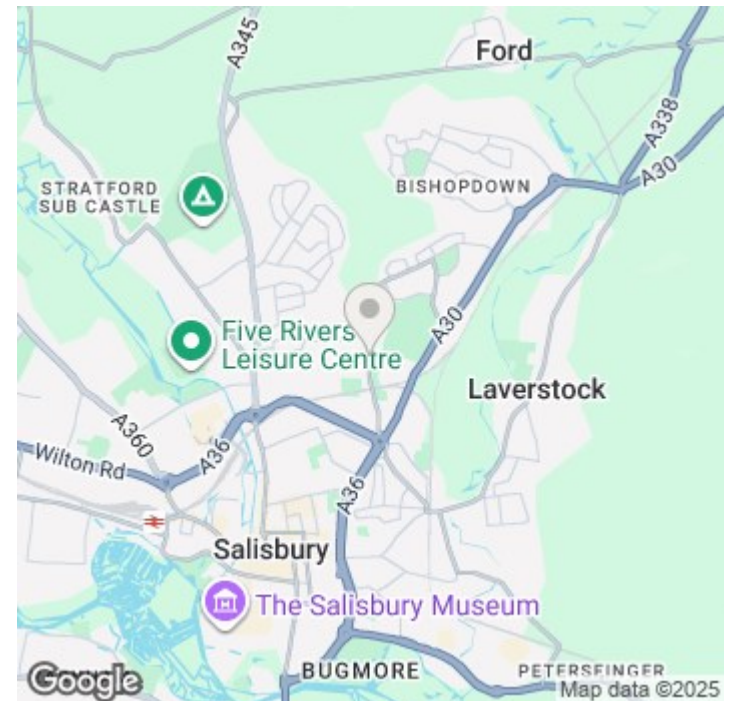 A345
Ford
A338
A30
STRATFORD
SUB CASTLE
BISHOPDOWN
Five Rivers
Leisure Centre
A30
Laverstock
A360
A36
Wilton Rd
A36
Salisbury
The Salisbury Museum
BUGMORE
PETERSFINGER
Google
Map data ©2025